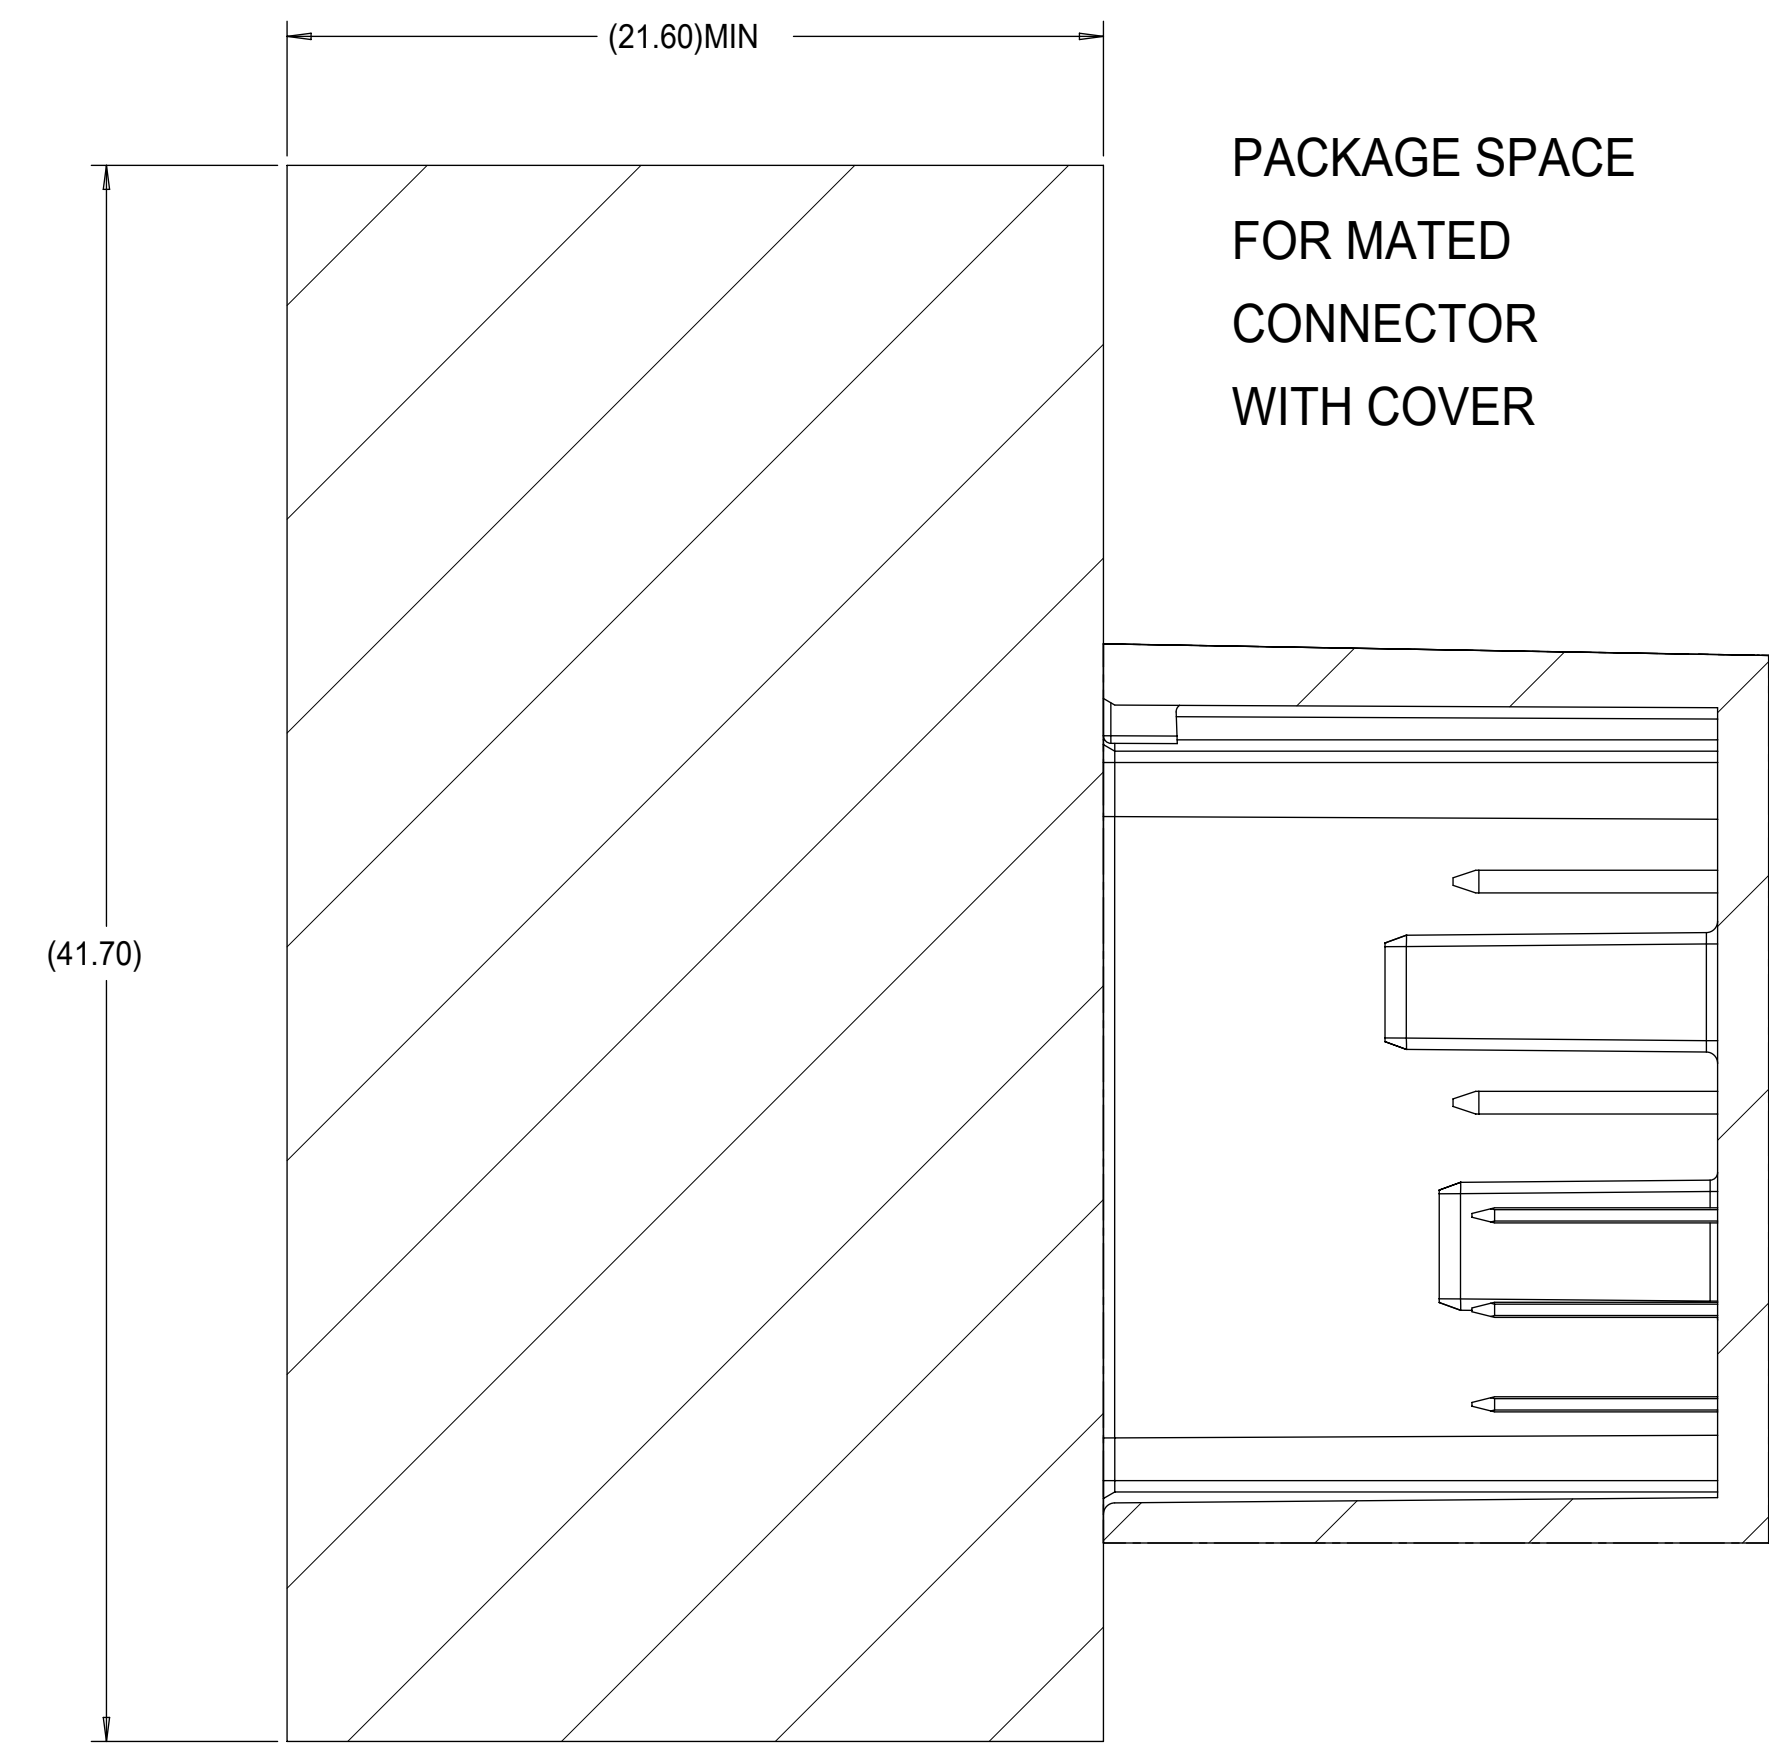 (21.60)MIN
PACKAGE SPACE
FOR MATED
CONNECTOR
WITH COVER
(41.70)